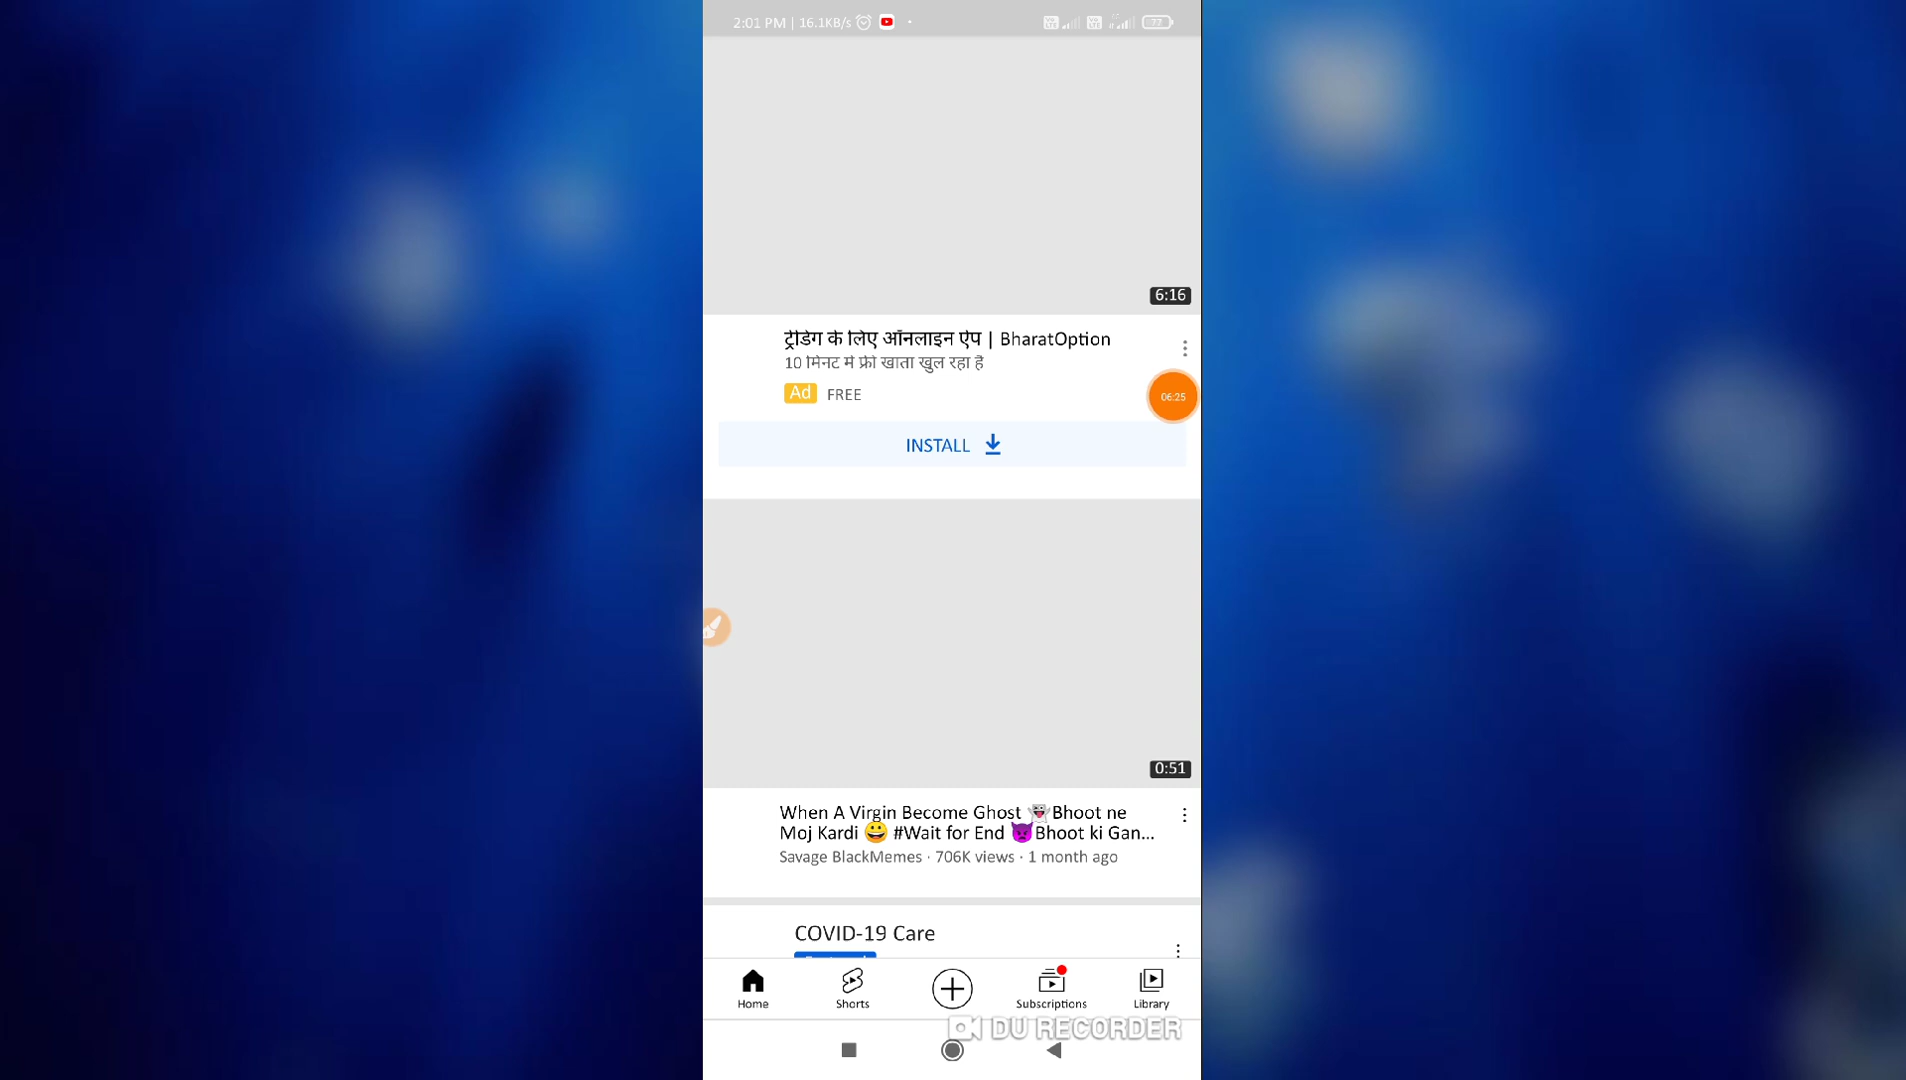 2:01 PM | 16.1KB/s
77
6:16
ट्रेडिंग के लिए ऑनलाइन ऐप | BharatOption
10 मिनट में फ्री खाता खुल रहा है
Ad FREE
06:25
INSTALL
0:51
When A Virgin Become Ghost 👻Bhoot ne
Moj Kardi 😀 #Wait for End 👿Bhoot ki Gan...
Savage BlackMemes · 706K views · 1 month ago
COVID-19 Care
Home
Shorts
Subscriptions
Library
DU RECORDER